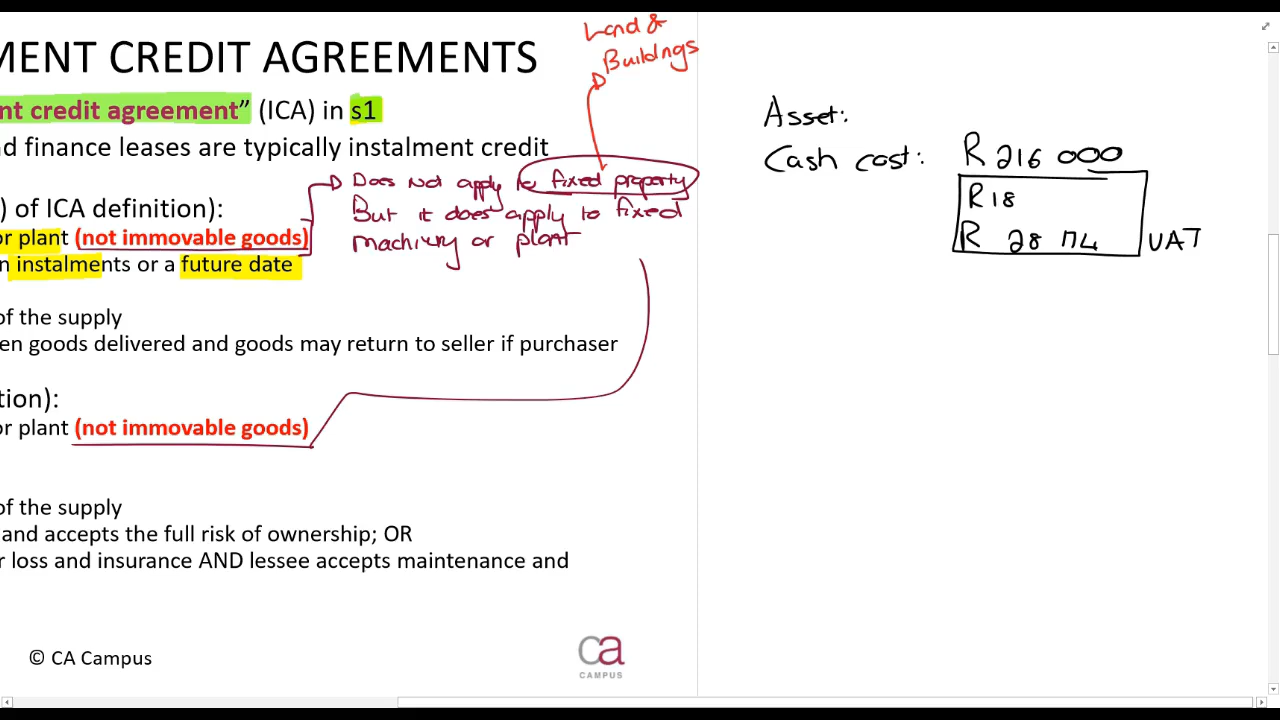 Land &
Buildings
MENT CREDIT AGREEMENTS
nt credit agreement” (ICA) in s1
nd finance leases are typically instalment credit
Does not apply to fixed property
) of ICA definition):
But it does apply to fixed
or plant (not immovable goods)
machinery or plant
n instalments or a future date
of the supply
en goods delivered and goods may return to seller if purchaser
tion):
or plant (not immovable goods)
of the supply
and accepts the full risk of ownership; OR
r loss and insurance AND lessee accepts maintenance and
© CA Campus
ca
CAMPUS
Asset:
Cash cost: R 216 000
R 18
R 28 174 VAT